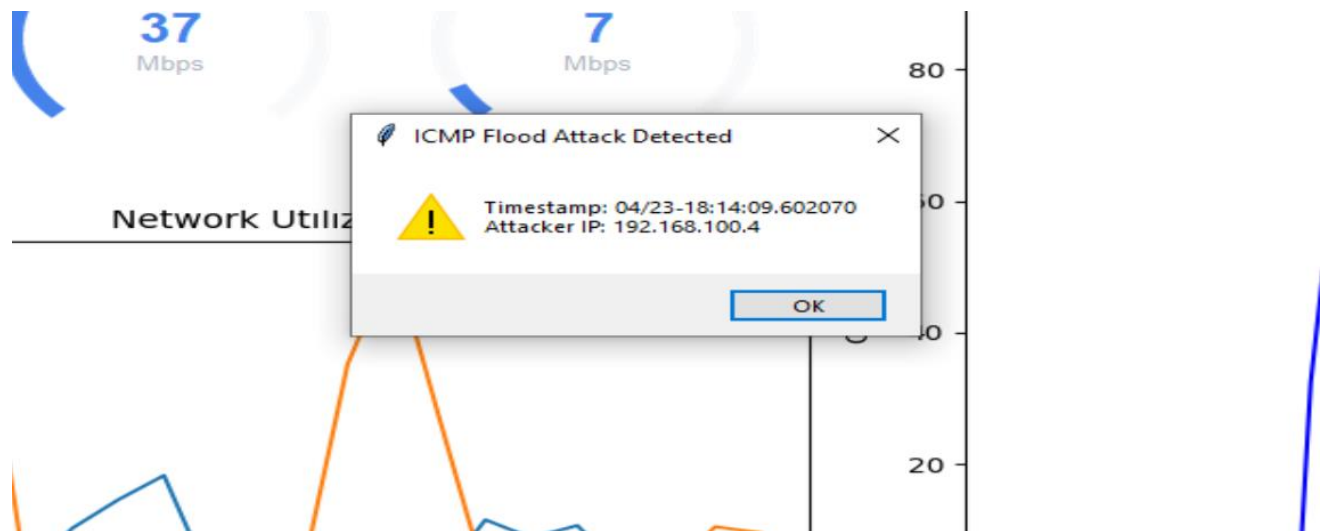 37
Mbps
7
Mbps
80
ICMP Flood Attack Detected
Timestamp: 04/23-18:14:09.602070
Attacker IP: 192.168.100.4
Network
OK
20